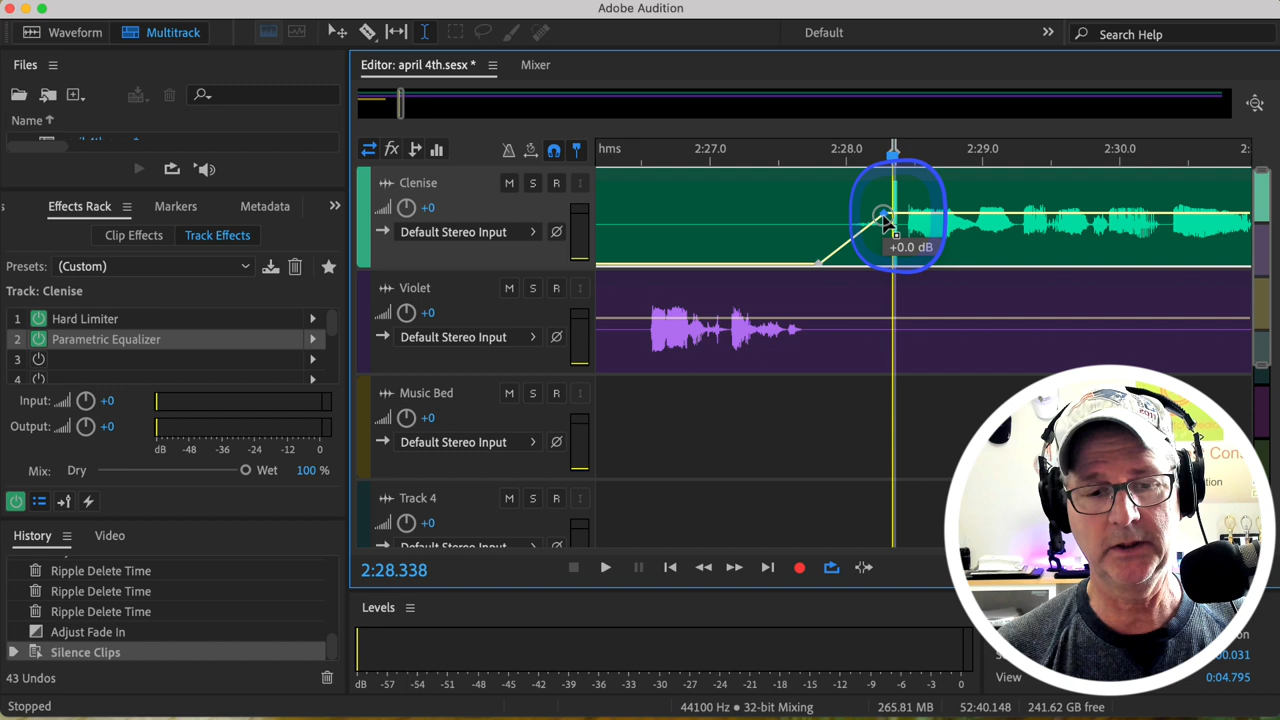 Adobe Audition
Waveform
Multitrack
Default
Search Help
Files
Editor: april 4th.sesx *
Mixer
Name
hms
2:27.0
2:28.0
2:29.0
2:30.0
2:
fx
Clenise
M
S
R
I
+0
Default Stereo Input
+0.0 dB
Effects Rack
Markers
Metadata
Clip Effects
Track Effects
Presets:
(Custom)
Track: Clenise
1
Hard Limiter
2
Parametric Equalizer
3
4
Violet
M
S
R
I
+0
Default Stereo Input
Input:
+0
Output:
+0
dB
-48
-36
-24
-12
0
Mix:
Dry
Wet
100 %
Music Bed
M
S
R
I
+0
Default Stereo Input
Track 4
M
S
R
I
+0
Default Stereo Input
History
Video
Ripple Delete Time
Ripple Delete Time
Ripple Delete Time
Adjust Fade In
Silence Clips
43 Undos
2:28.338
Levels
dB
-57
-54
-51
-48
-45
-42
-39
-36
-33
-30
-27
-24
-21
-18
-15
-12
-9
-6
-3
0
Cons
View
0:04.795
Stopped
44100 Hz
32-bit Mixing
265.81 MB
52:40.148
241.62 GB free